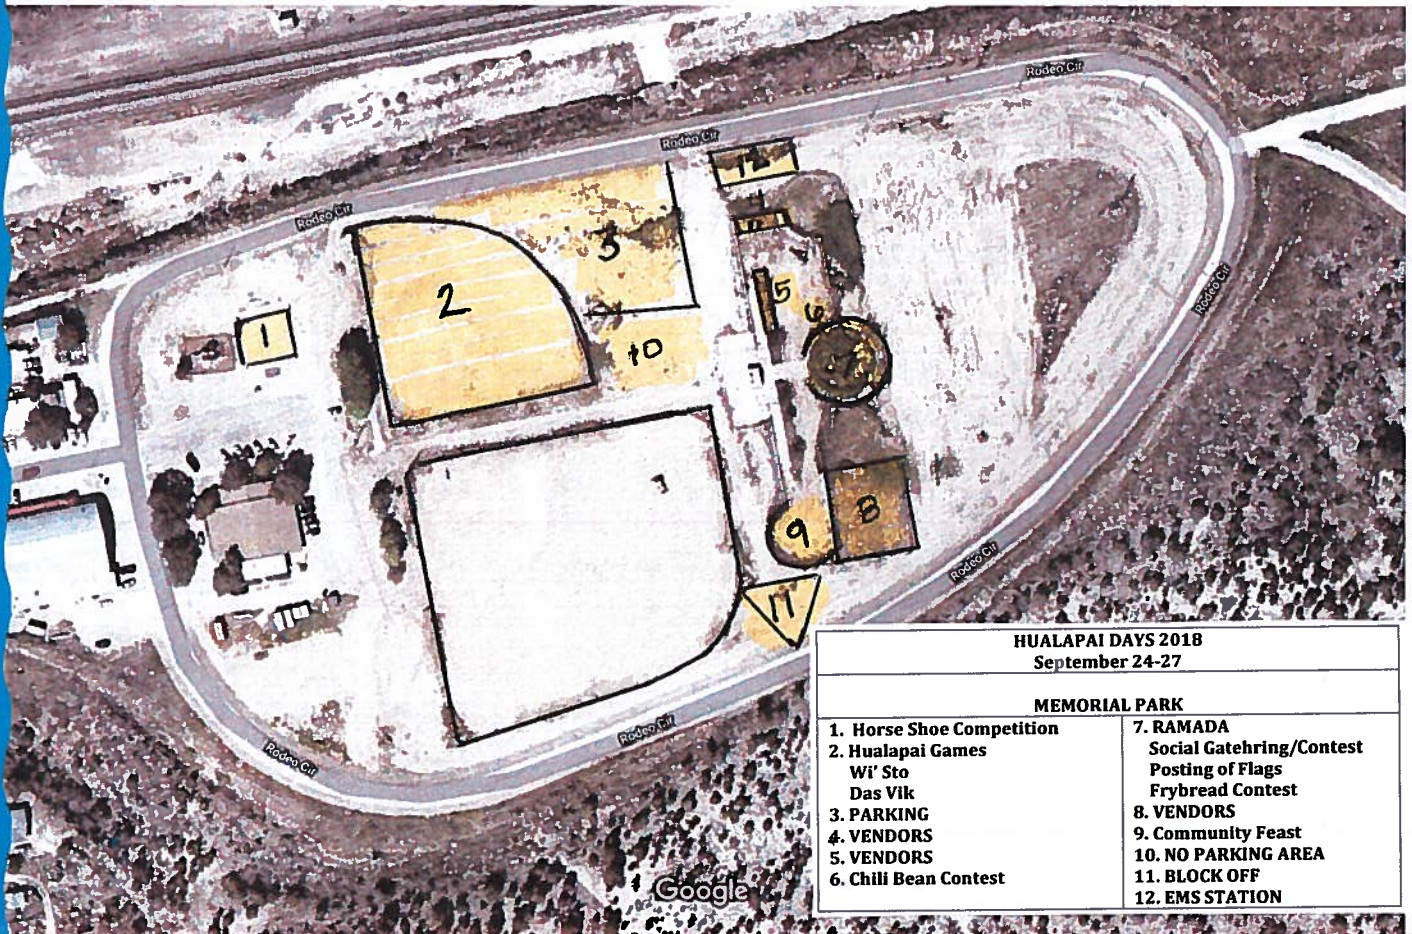 Rodeo Cir
Rodeo Cir
12
Rodeo Cir
3
2
5
Rodeo Cir
1
6
10
7
8
9
Rodeo Cir
11
Rodeo Cir
Rodeo Cir
Google
HUALAPAI DAYS 2018
September 24-27
MEMORIAL PARK
1. Horse Shoe Competition
2. Hualapai Games
Wi' Sto
Das Vik
3. PARKING
4. VENDORS
5. VENDORS
6. Chili Bean Contest
7. RAMADA
Social Gatehring/Contest
Posting of Flags
Frybread Contest
8. VENDORS
9. Community Feast
10. NO PARKING AREA
11. BLOCK OFF
12. EMS STATION